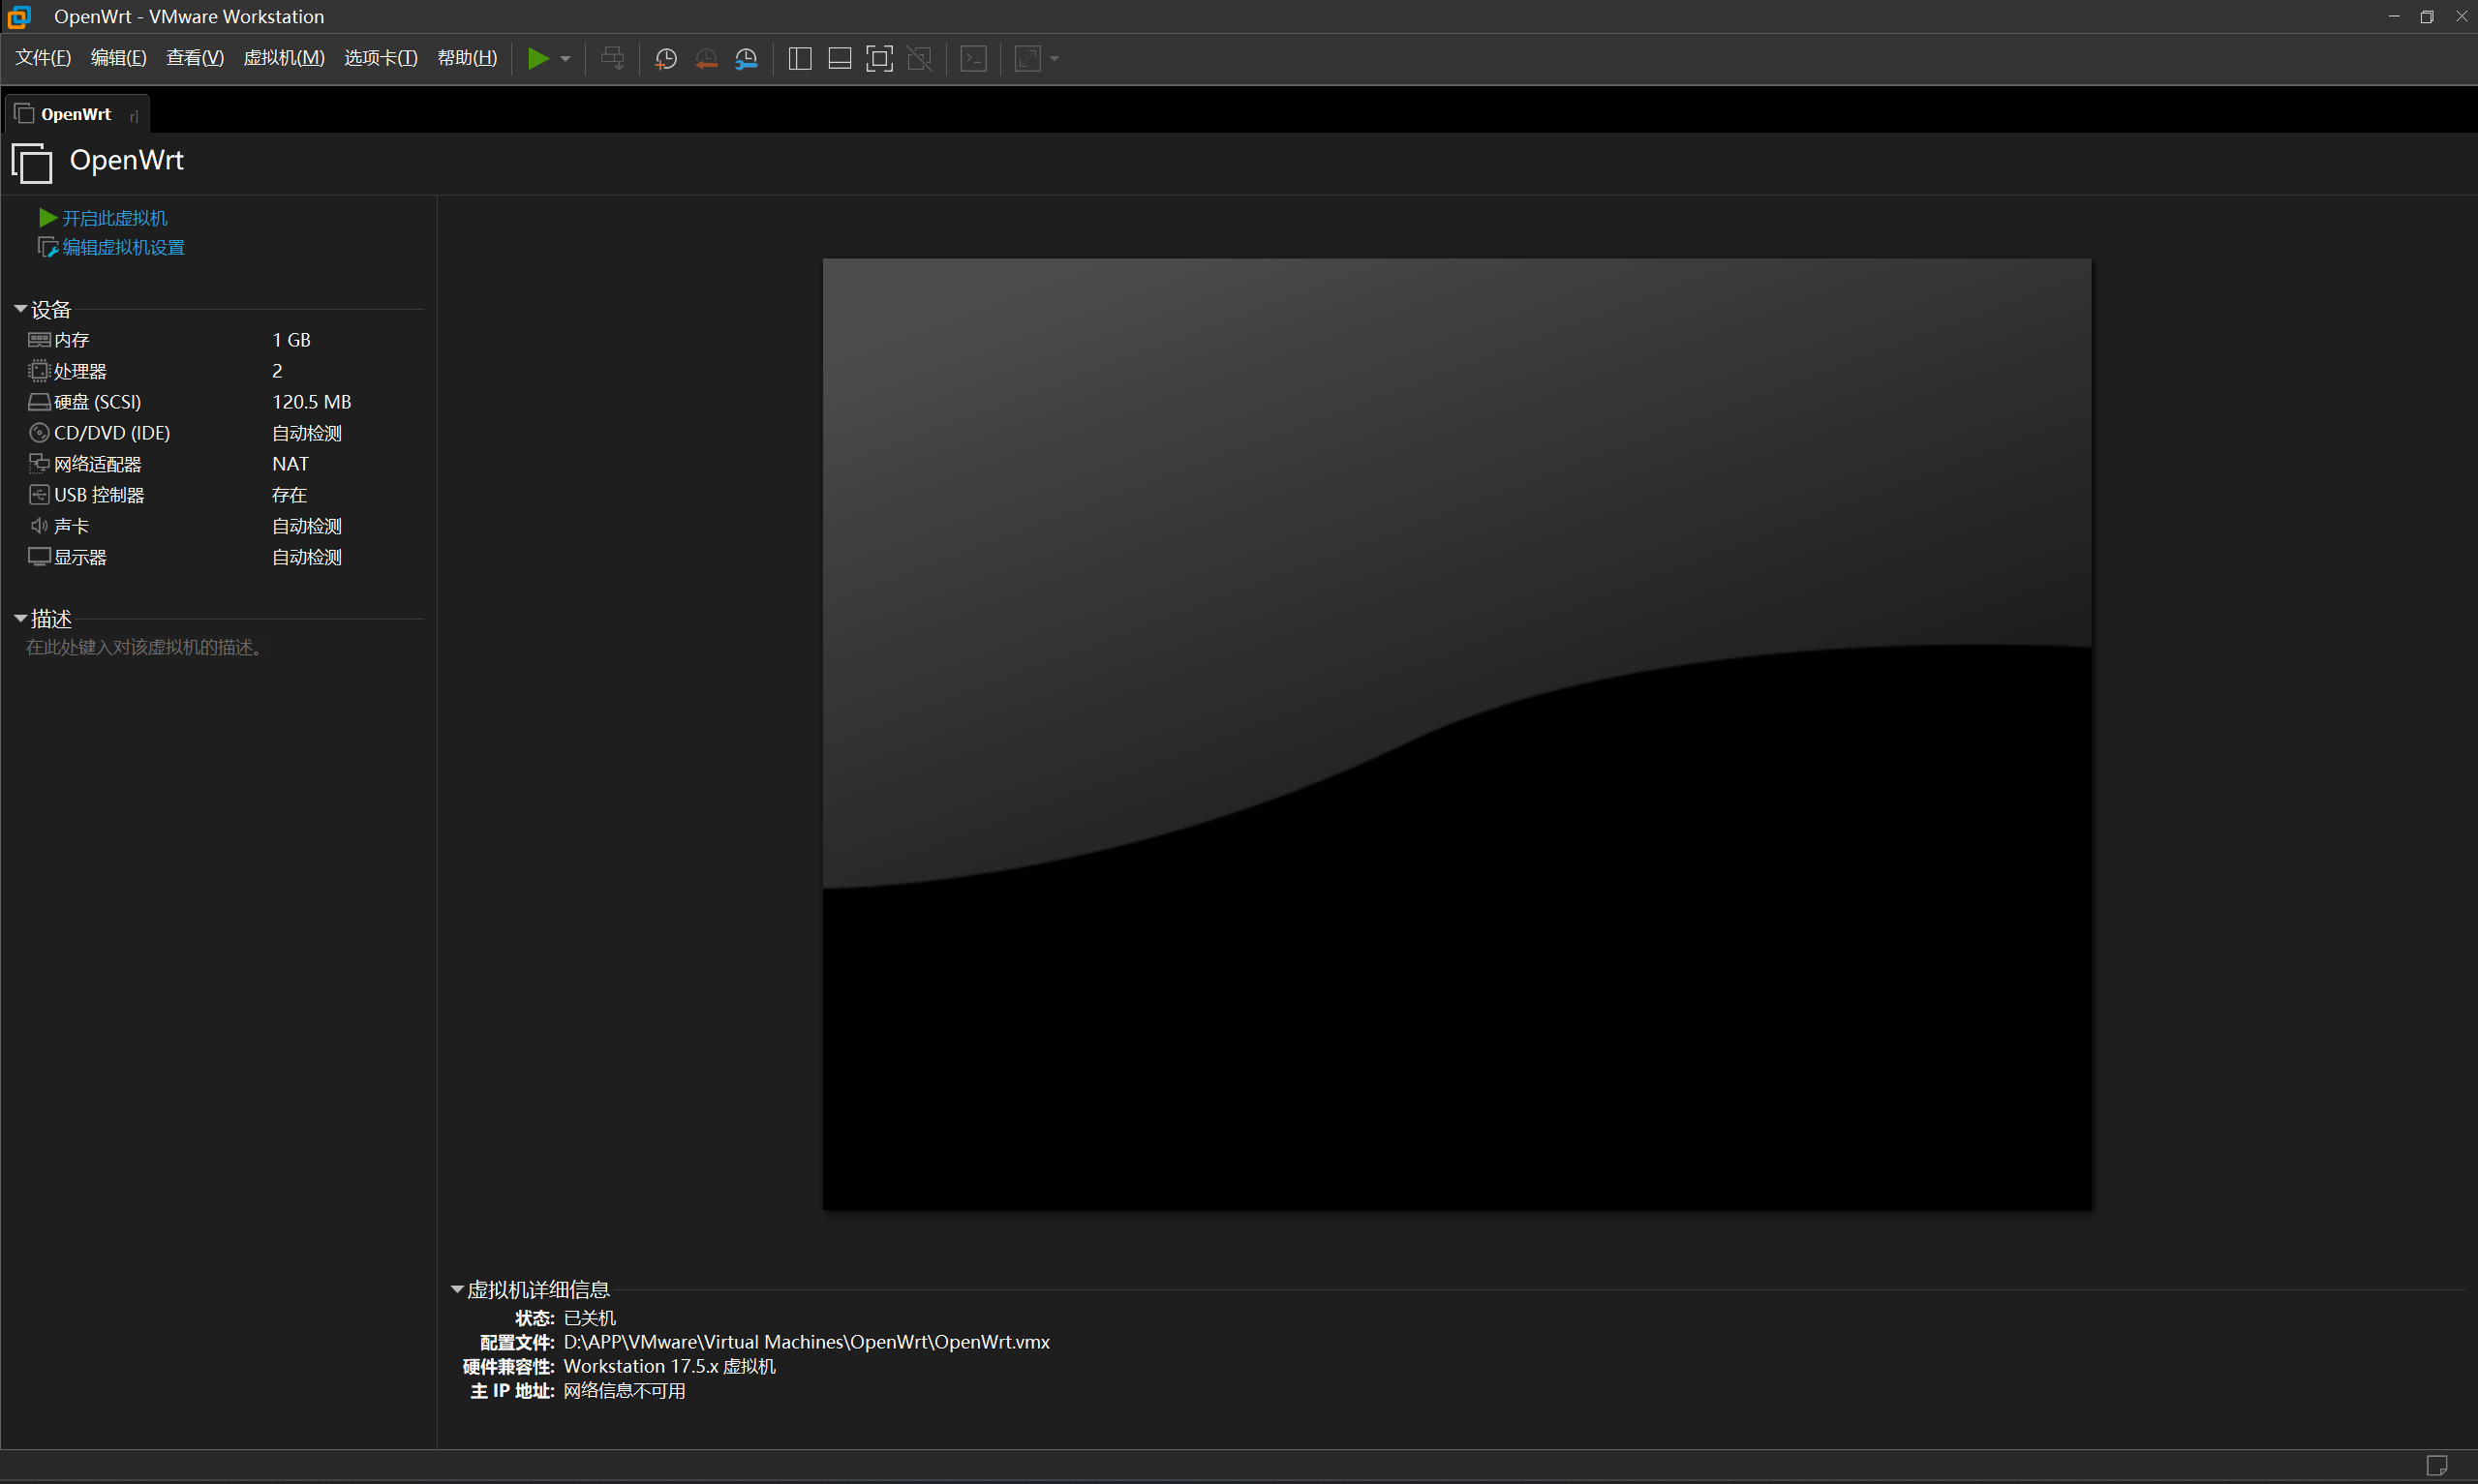 OpenWrt - VMware Workstation
文件(F) 编辑(E) 查看(V) 虚拟机(M) 选项卡(T) 帮助(H)
OpenWrt
OpenWrt
开启此虚拟机
编辑虚拟机设置
设备
内存 1 GB
处理器 2
硬盘 (SCSI) 120.5 MB
CD/DVD (IDE) 自动检测
网络适配器 NAT
USB 控制器 存在
声卡 自动检测
显示器 自动检测
描述
在此处键入对该虚拟机的描述。
虚拟机详细信息
状态: 已关机
配置文件: D:\APP\VMware\Virtual Machines\OpenWrt\OpenWrt.vmx
硬件兼容性: Workstation 17.5.x 虚拟机
主 IP 地址: 网络信息不可用